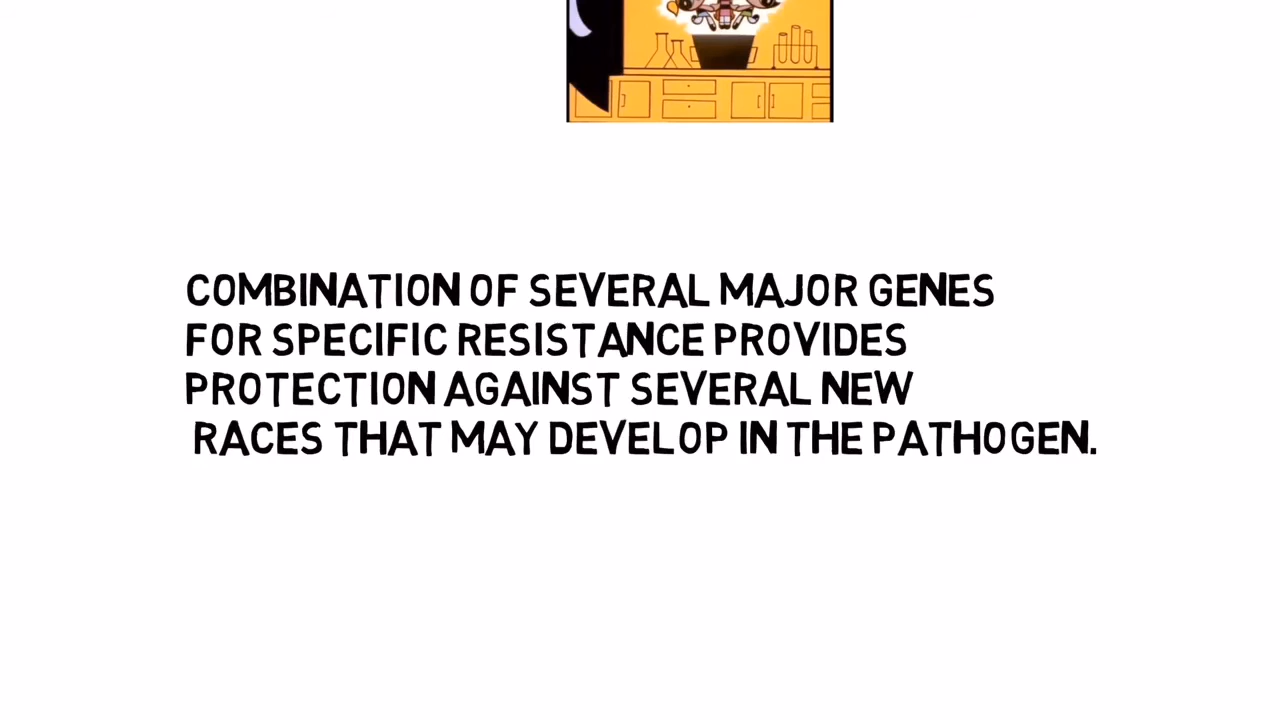 COMBINATION OF SEVERAL MAJOR GENES
FOR SPECIFIC RESISTANCE PROVIDES
PROTECTION AGAINST SEVERAL NEW
RACES THAT MAY DEVELOP IN THE PATHOGEN.